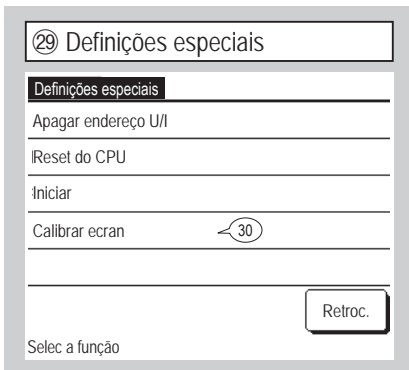 ㉙ Definições especiais
Definições especiais
Apagar endereço U/I
Reset do CPU
Iniciar
Calibrar ecran 30
Retroc.
Selec a função